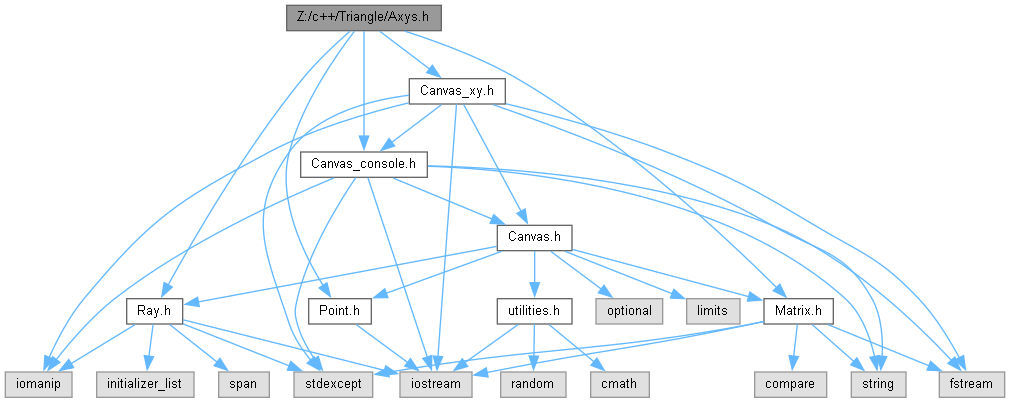 Z:/c++/Triangle/Axys.h
Canvas_xy.h
Canvas_console.h
Canvas.h
Ray.h
Point.h
utilities.h
optional
limits
Matrix.h
iomanip
initializer_list
span
stdexcept
iostream
random
cmath
compare
string
fstream